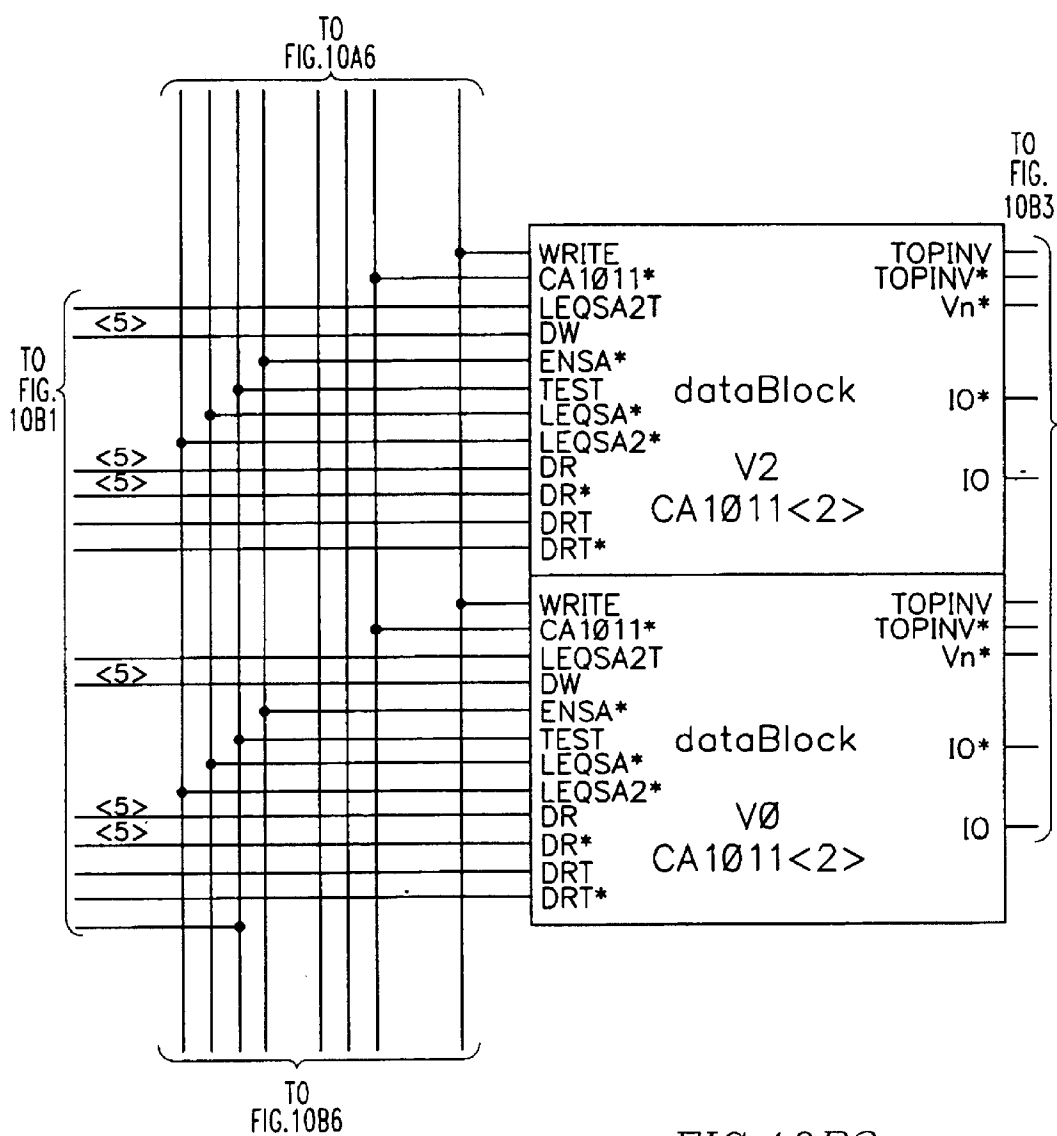 TO
FIG.10A6
TO
FIG.
10B3
WRITE
CA1Ø11*
LEQSA2T
<5>
DW
ENSA*
TEST
LEQSA*
LEQSA2*
<5>
DR
<5>
DR*
DRT
DRT*
TOPINV
TOPINV*
Vn*
dataBlock
IO*
V2
IO
CA1Ø11<2>
TO
FIG.
10B1
WRITE
CA1Ø11*
LEQSA2T
<5>
DW
ENSA*
TEST
LEQSA*
LEQSA2*
<5>
DR
<5>
DR*
DRT
DRT*
TOPINV
TOPINV*
Vn*
dataBlock
IO*
VØ
IO
CA1Ø11<2>
TO
FIG.10B6